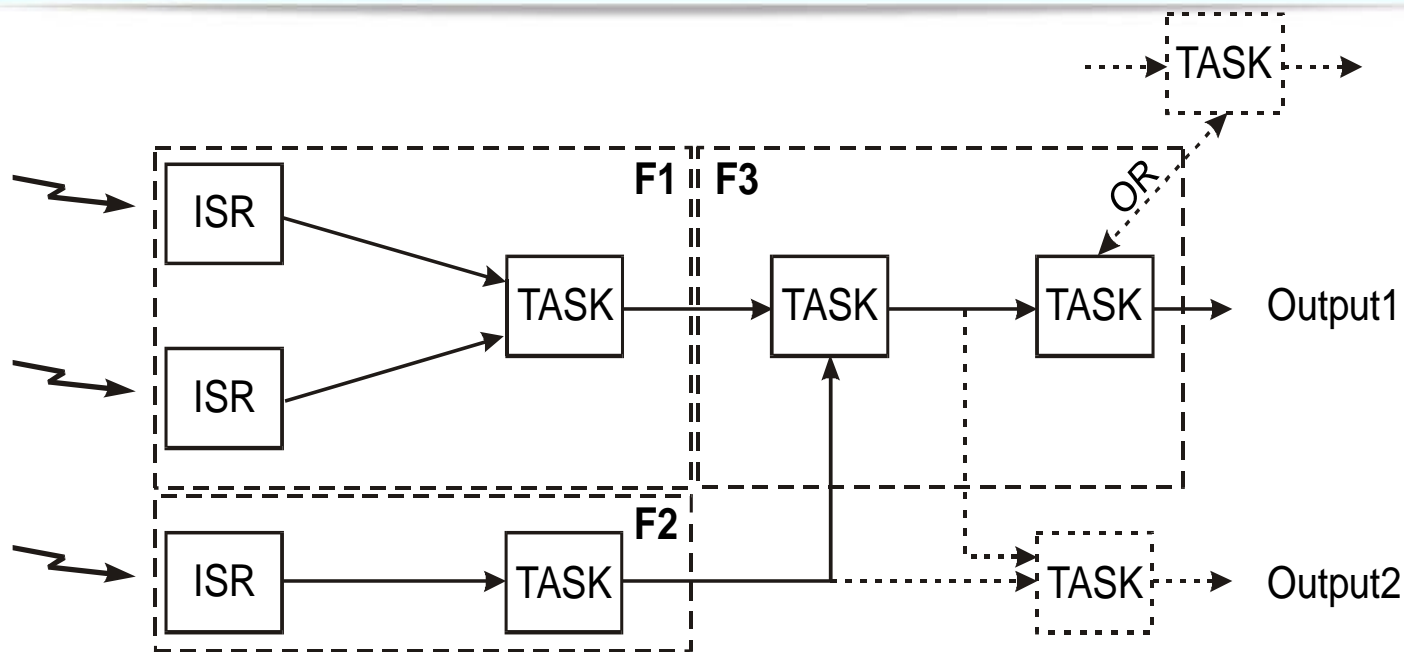 TASK
F1 F3
ISR
OR
TASK TASK TASK Output1
ISR
F2
ISR TASK TASK Output2